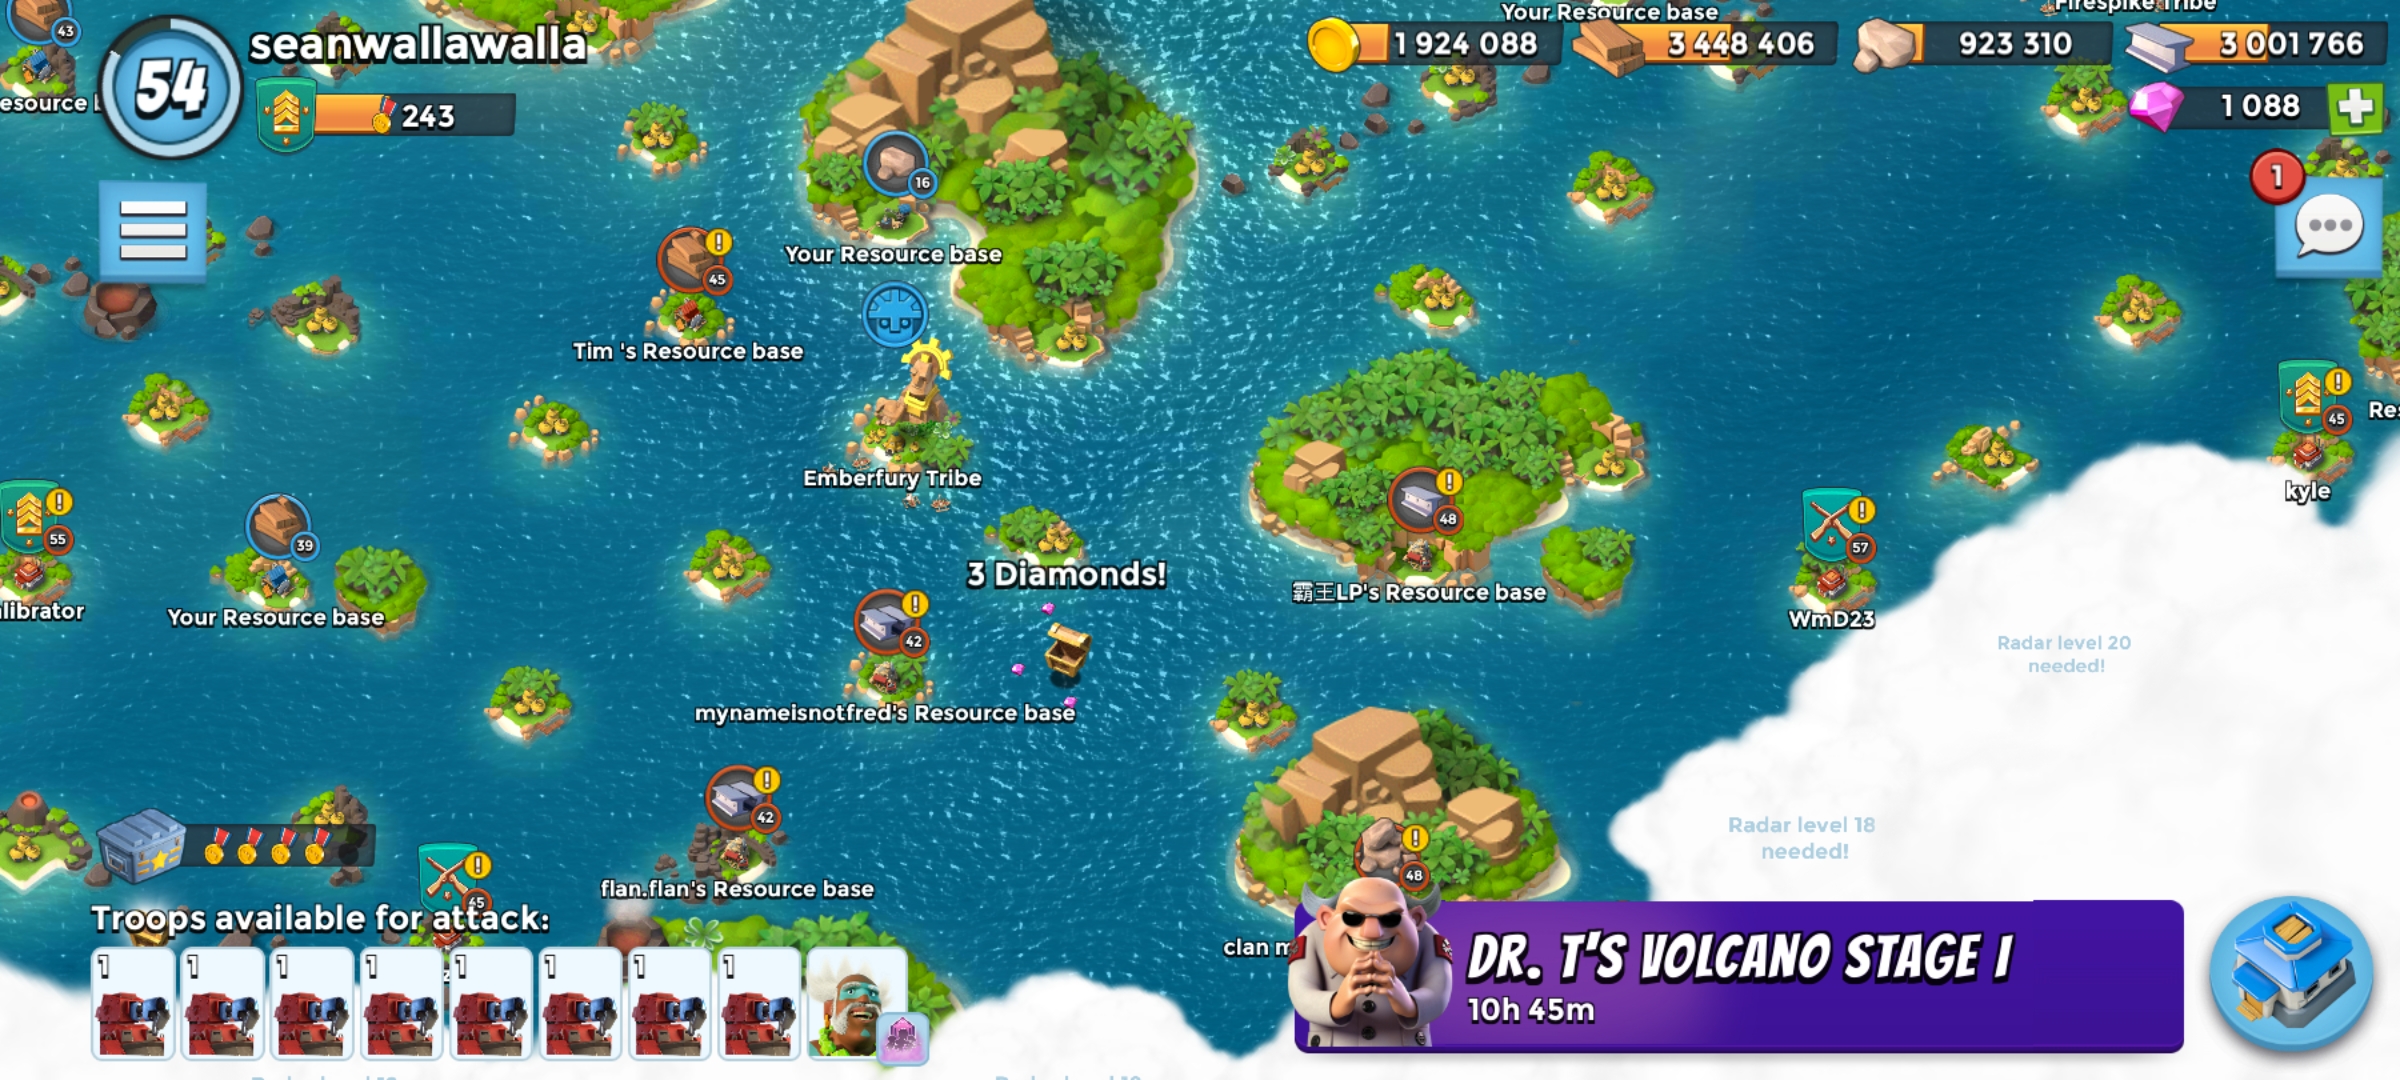 Your Resource base
Firespike Tribe
43
54
seanwallawalla
243
1 924 088
3 448 406
923 310
3 001 766
1 088
1
esource b
16
Your Resource base
45
Tim 's Resource base
Emberfury Tribe
45
Res
kyle
55
librator
39
Your Resource base
3 Diamonds!
48
霸王LP's Resource base
57
WmD23
42
mynameisnotfred's Resource base
Radar level 20
needed!
42
flan.flan's Resource base
Radar level 18
needed!
48
45
Troops available for attack:
clan m
1 1 1 1 1 1 1 1
DR. T'S VOLCANO STAGE I
10h 45m